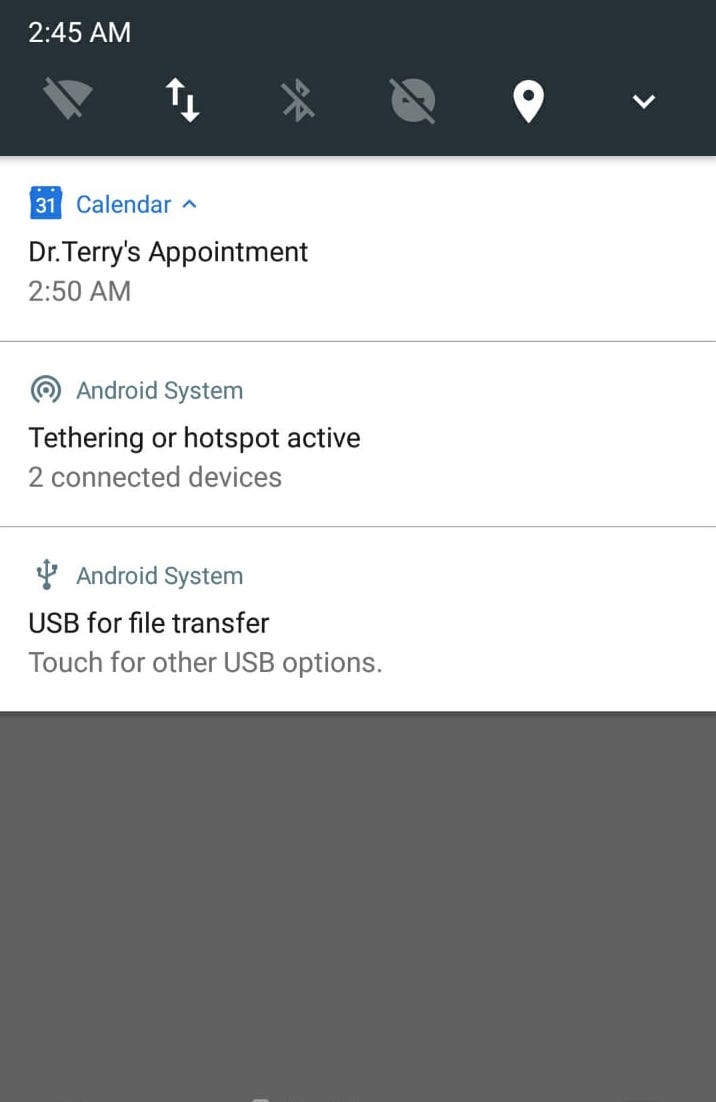 2:45 AM
31 Calendar
Dr.Terry's Appointment
2:50 AM
Android System
Tethering or hotspot active
2 connected devices
Android System
USB for file transfer
Touch for other USB options.